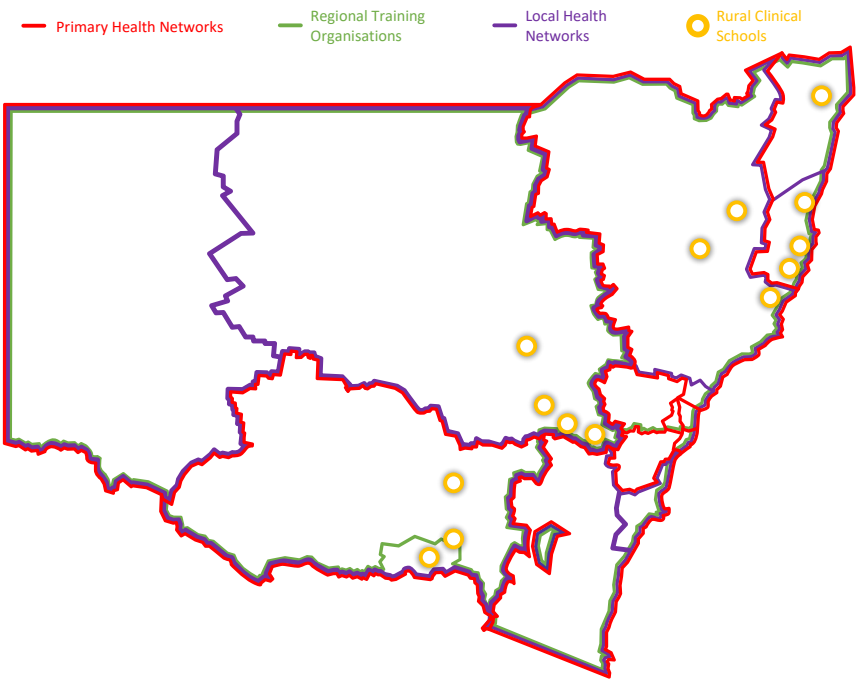 Primary Health Networks
Regional Training
Organisations
Local Health
Networks
Rural Clinical
Schools